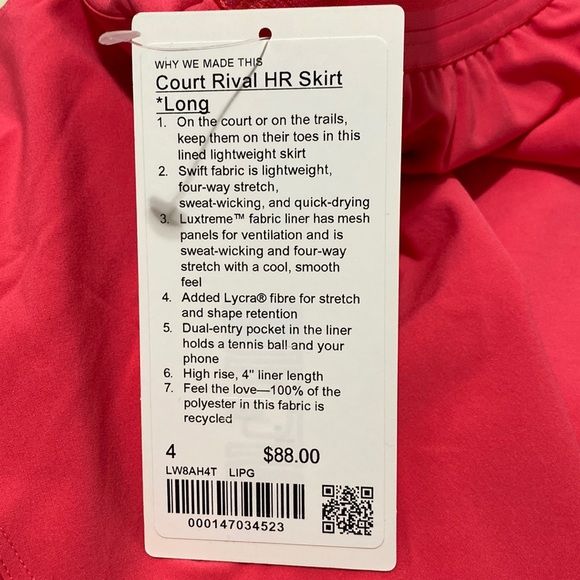 WHY WE MADE THIS
Court Rival HR Skirt
*Long
1. On the court or on the trails,
keep them on their toes in this
lined lightweight skirt
2. Swift fabric is lightweight,
four-way stretch,
sweat-wicking, and quick-drying
3. Luxtreme™ fabric liner has mesh
panels for ventilation and is
sweat-wicking and four-way
stretch with a cool, smooth
feel
4. Added Lycra® fibre for stretch
and shape retention
5. Dual-entry pocket in the liner
holds a tennis ball and your
phone
6. High rise, 4" liner length
7. Feel the love—100% of the
polyester in this fabric is
recycled
4 $88.00
LW8AH4T LIPG
000147034523